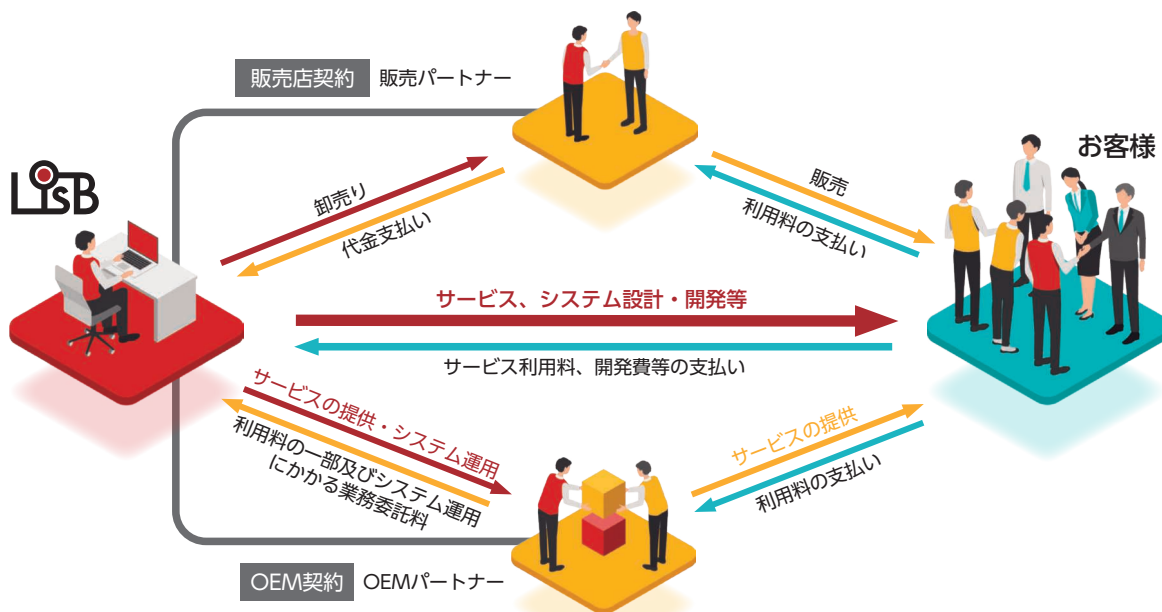 販売店契約 販売パートナー
LisB
お客様
卸売り
代金支払い
販売
利用料の支払い
サービス、システム設計・開発等
サービス利用料、開発費等の支払い
サービスの提供・システム運用
利用料の一部及びシステム運用
にかかる業務委託料
サービスの提供
利用料の支払い
OEM契約 OEMパートナー